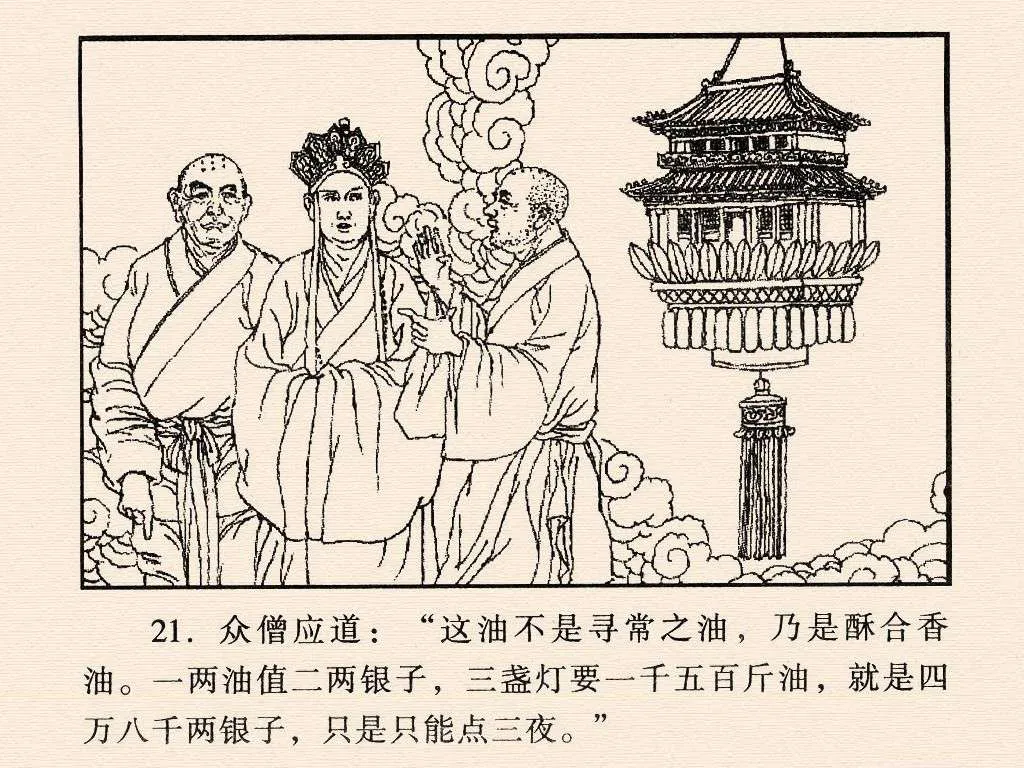 21. 众僧应道：“这油不是寻常之油，乃是酥合香
油。一两油值二两银子，三盏灯要一千五百斤油，就是四
万八千两银子，只是只能点三夜。”